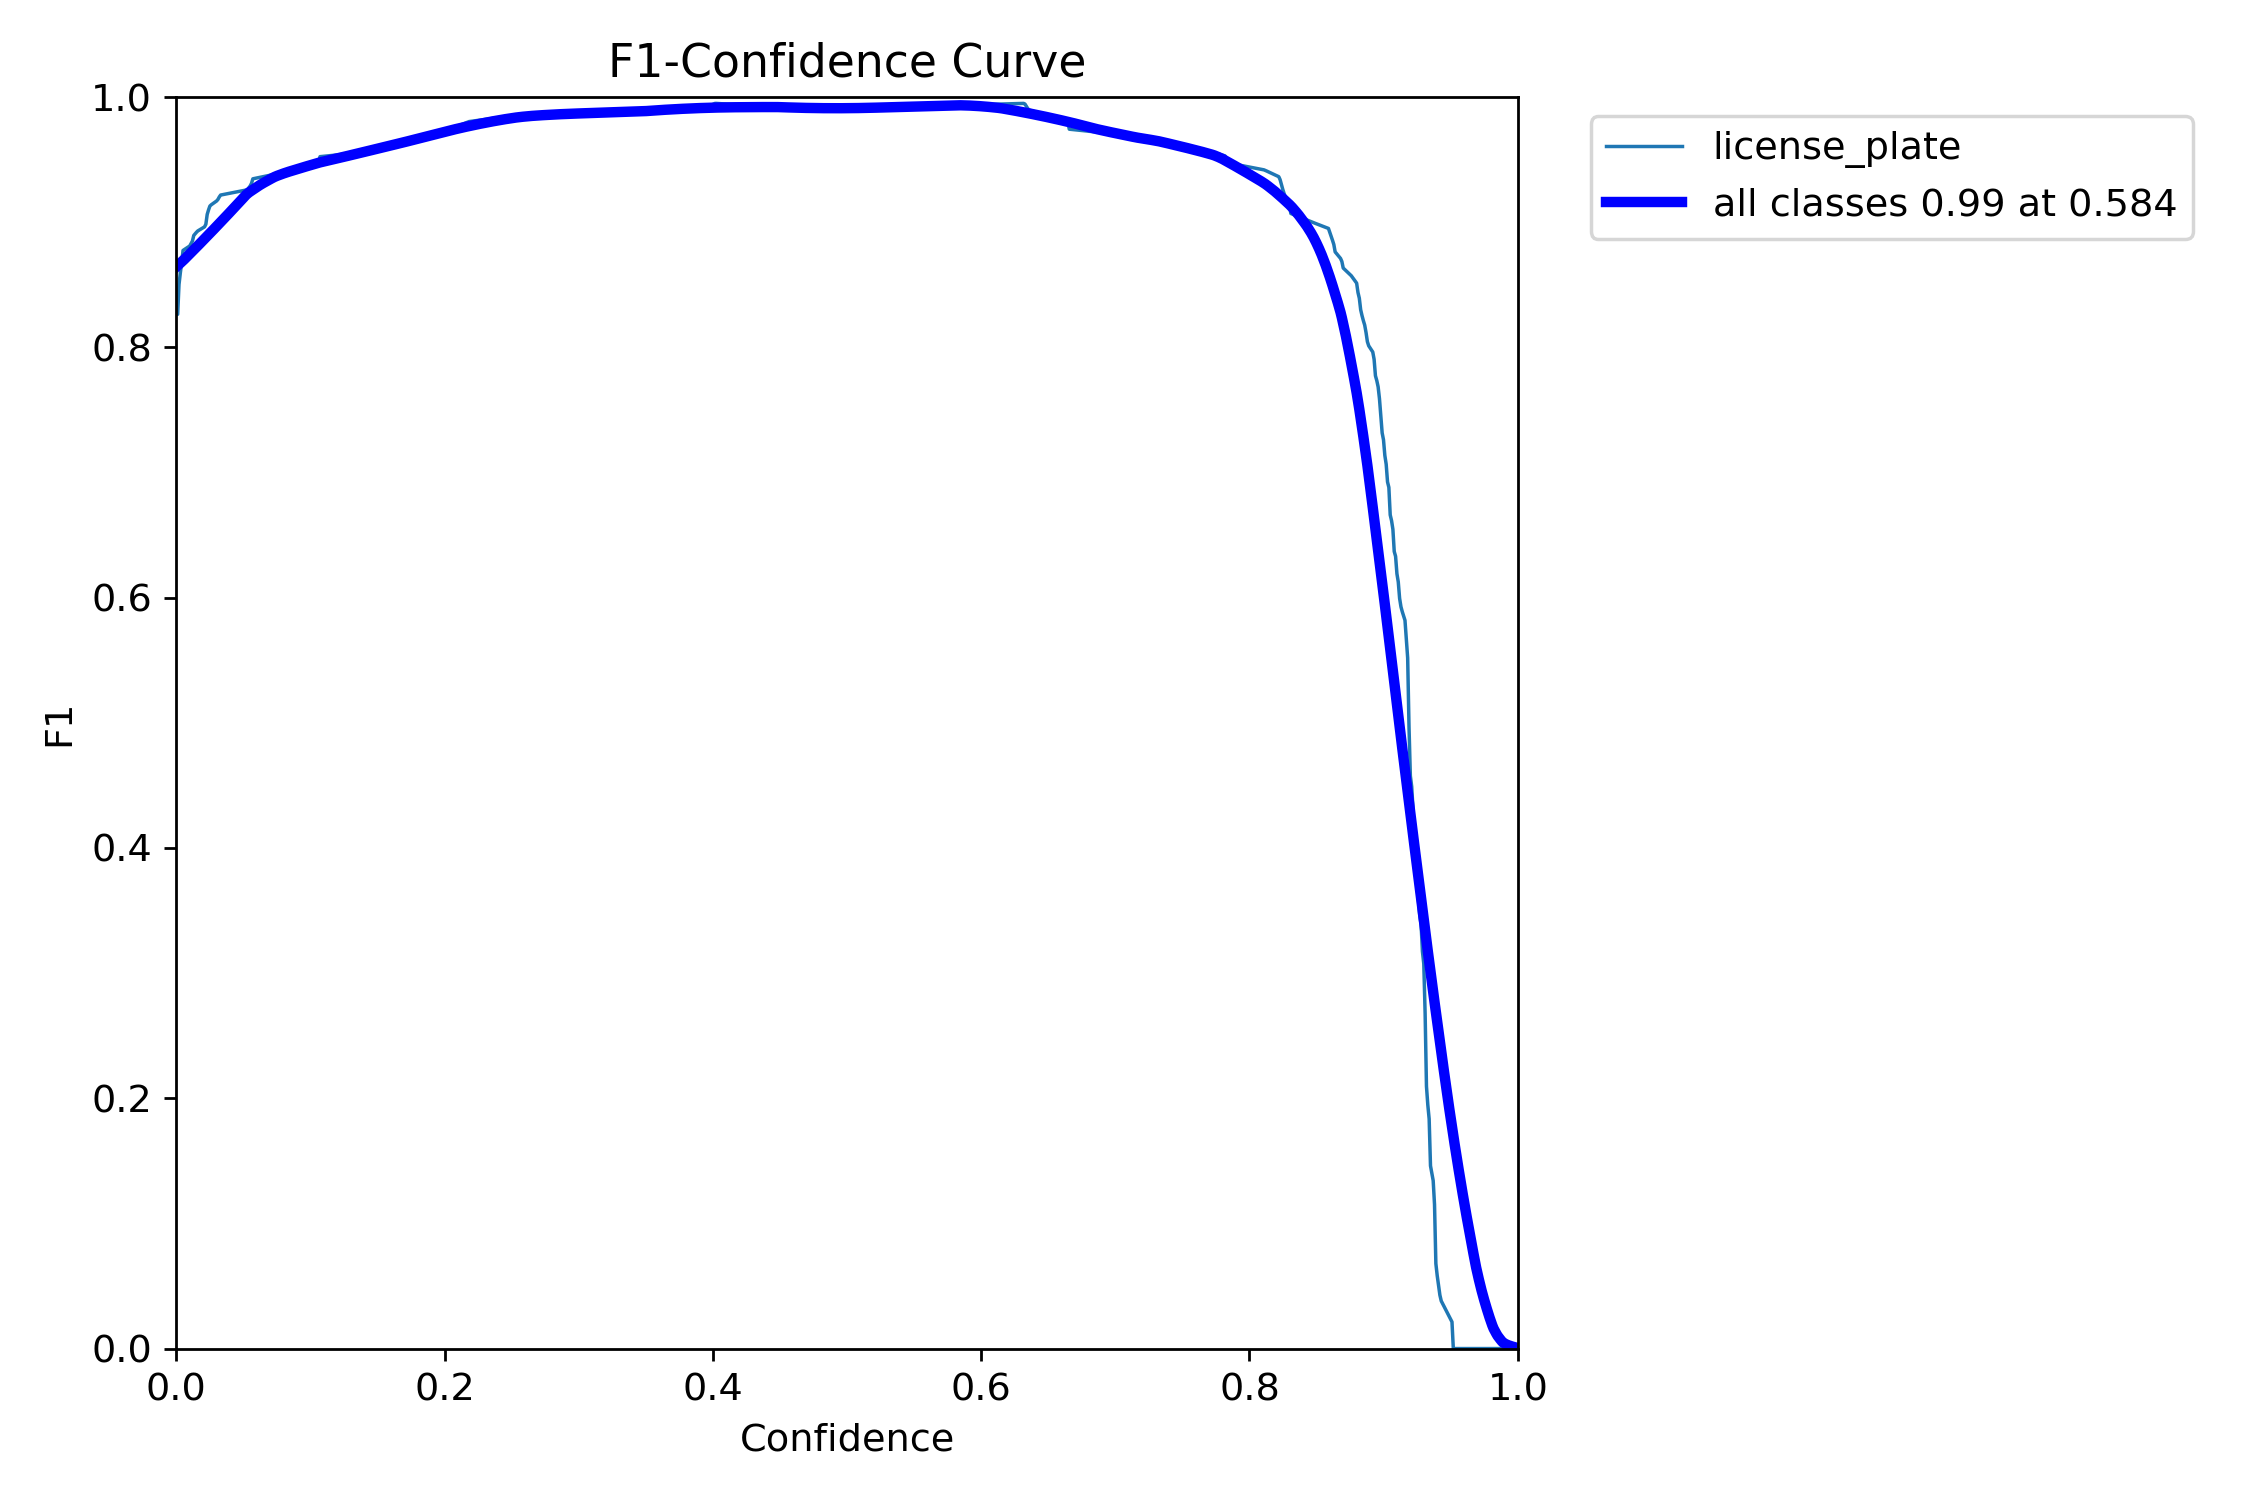 F1-Confidence Curve
license_plate
all classes 0.99 at 0.584
1.0
0.8
0.6
0.4
0.2
0.0
F1
0.0 0.2 0.4 0.6 0.8 1.0
Confidence